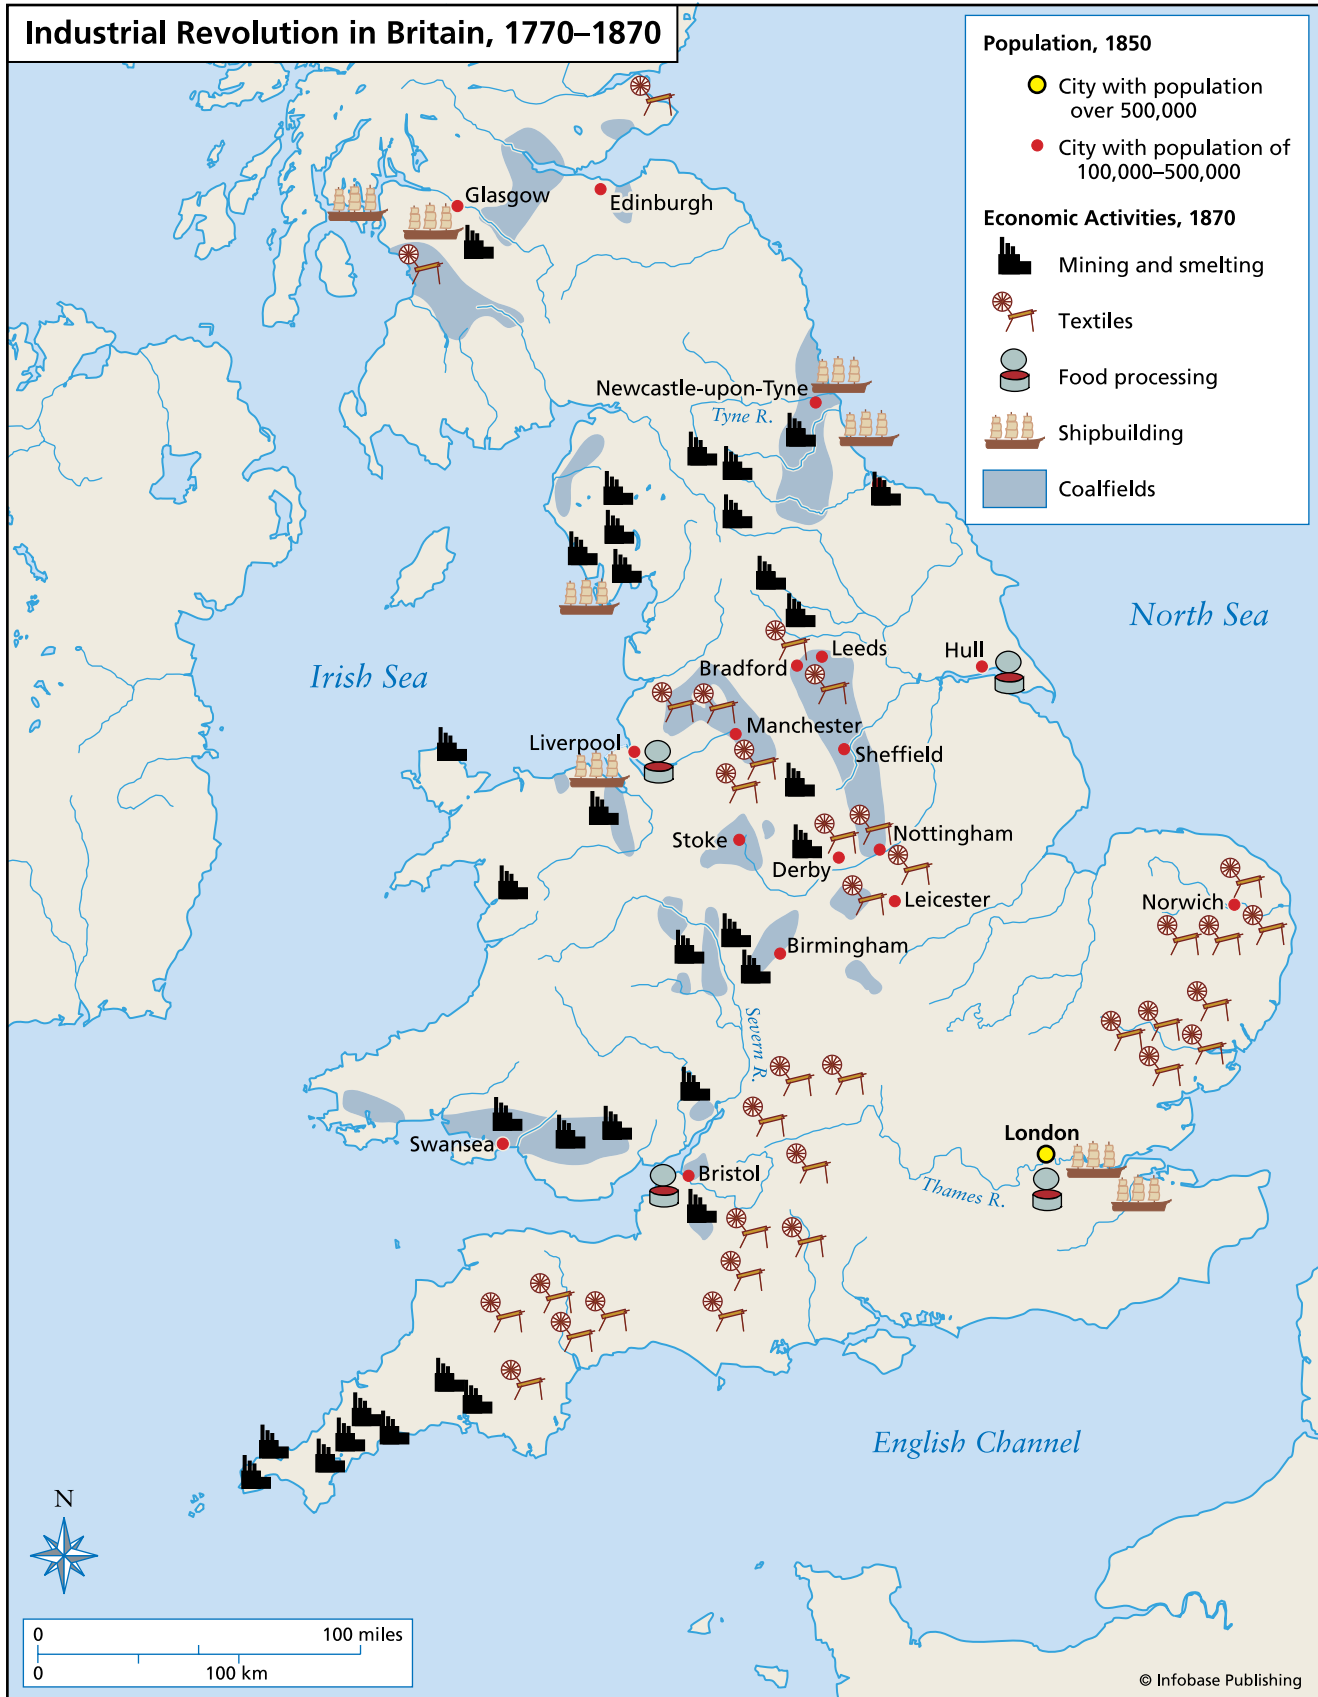 Industrial Revolution in Britain, 1770–1870
Population, 1850
City with population
over 500,000
City with population of
100,000–500,000
Economic Activities, 1870
Mining and smelting
Textiles
Food processing
Shipbuilding
Coalfields
Glasgow
Edinburgh
Newcastle-upon-Tyne
Tyne R.
North Sea
Irish Sea
Leeds
Bradford
Hull
Manchester
Liverpool
Sheffield
Stoke
Nottingham
Derby
Leicester
Norwich
Birmingham
Severn R.
Swansea
London
Bristol
Thames R.
English Channel
N
0
100 miles
0
100 km
© Infobase Publishing